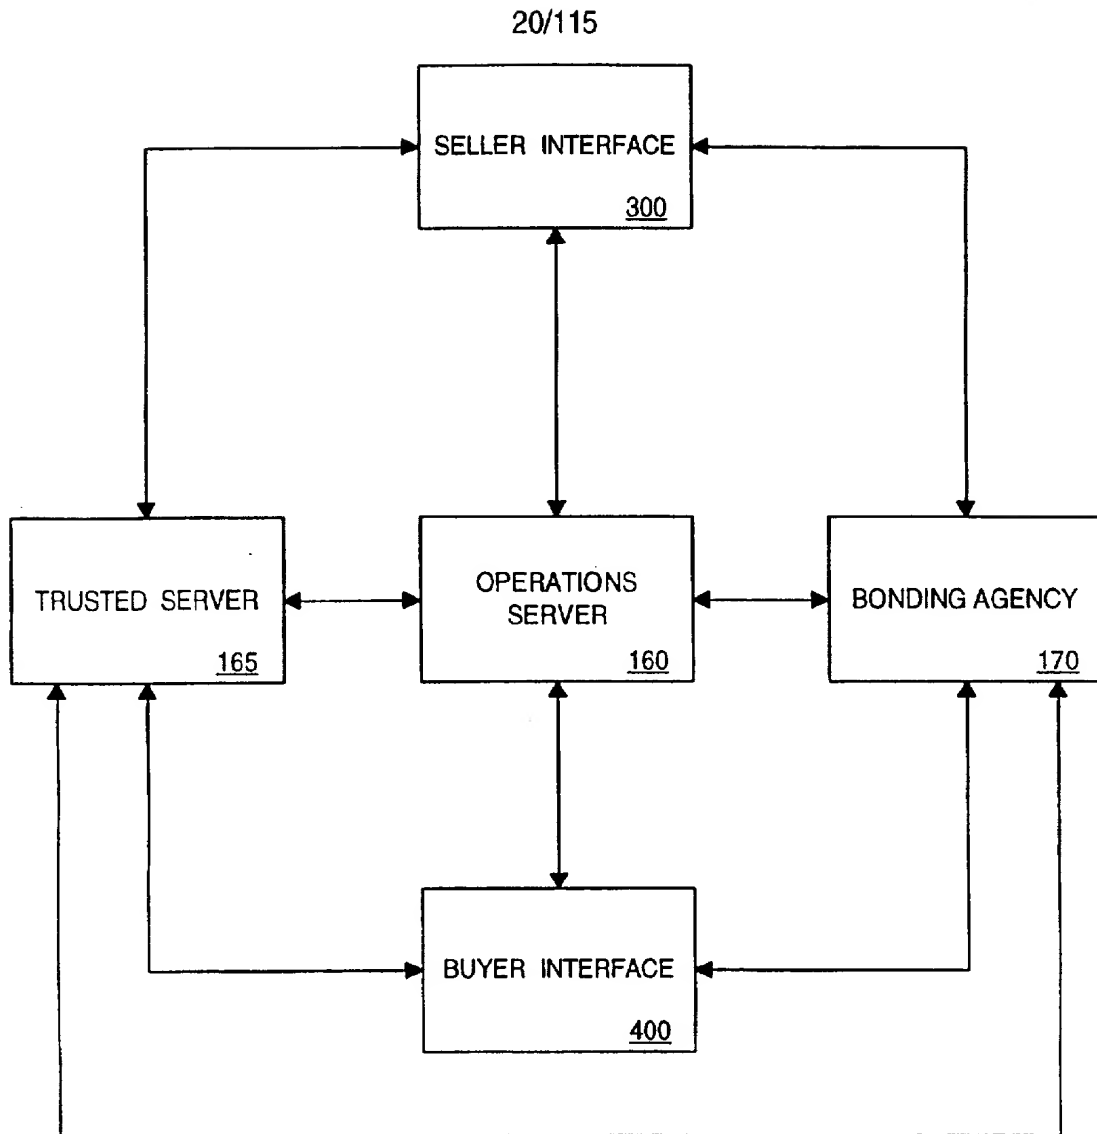 20/115
SELLER INTERFACE
300
TRUSTED SERVER
165
OPERATIONS
SERVER
160
BONDING AGENCY
170
BUYER INTERFACE
400